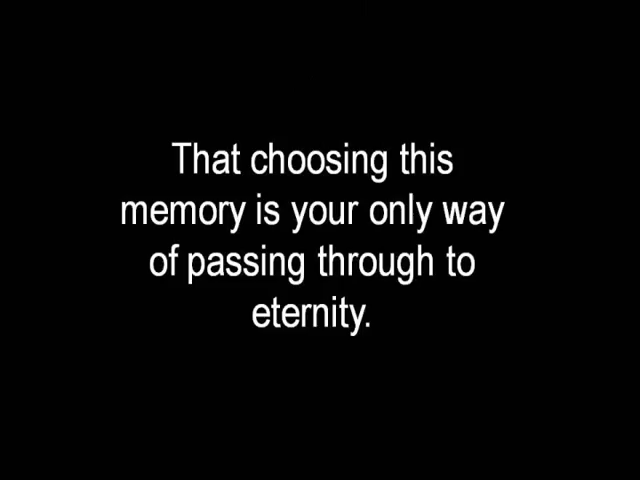 That choosing this
memory is your only way
of passing through to
eternity.